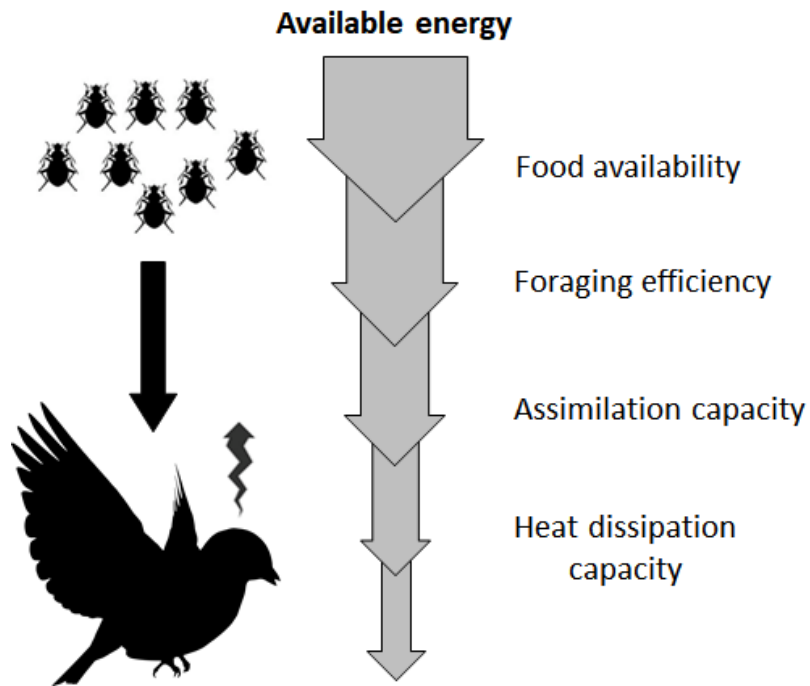 Available energy
Food availability
Foraging efficiency
Assimilation capacity
Heat dissipation
capacity